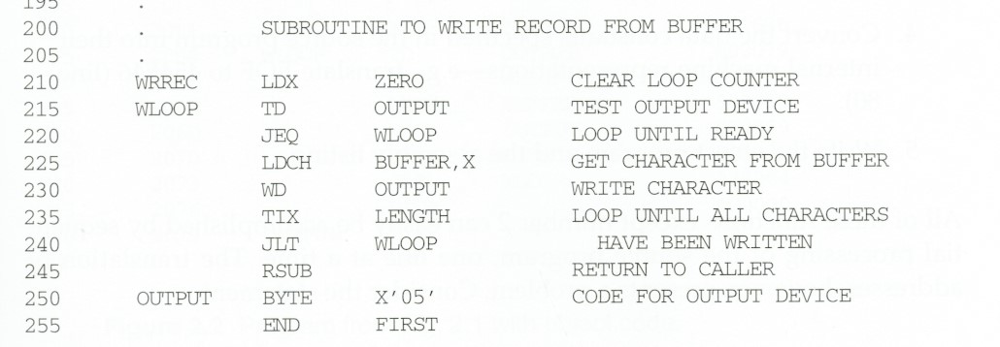 195 .
200 . SUBROUTINE TO WRITE RECORD FROM BUFFER
205 .
210 WRREC LDX ZERO CLEAR LOOP COUNTER
215 WLOOP TD OUTPUT TEST OUTPUT DEVICE
220 JEQ WLOOP LOOP UNTIL READY
225 LDCH BUFFER,X GET CHARACTER FROM BUFFER
230 WD OUTPUT WRITE CHARACTER
235 TIX LENGTH LOOP UNTIL ALL CHARACTERS
240 JLT WLOOP HAVE BEEN WRITTEN
245 RSUB RETURN TO CALLER
250 OUTPUT BYTE X'05' CODE FOR OUTPUT DEVICE
255 END FIRST